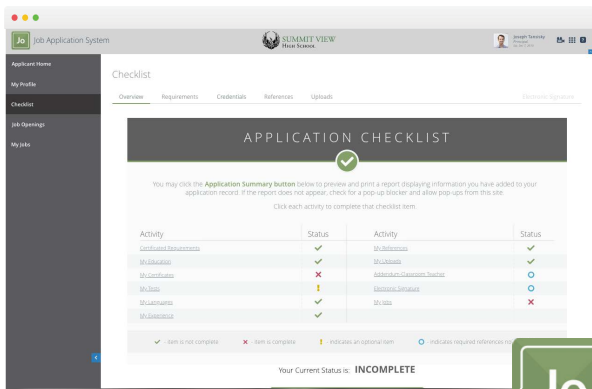 Jo Job Application System
SUMMIT VIEW
HIGH SCHOOL
Joseph Torosky
Principal
Applicant Home
My Profile
Checklist
Job Openings
My Jobs
Checklist
Overview Requirements Credentials References Uploads Electronic Signature
APPLICATION CHECKLIST
You may click the Application Summary button below to preview and print a report displaying information you have added to your
application record. If the report does not appear, check for a pop-up blocker and allow pop-ups from this site.
Click each activity to complete that checklist item.
Activity Status Activity Status
Certificated Requirements My References
My Education My Uploads
My Certificates Addendum Classroom Teacher
My Tests Electronic Signature
My Languages My Jobs
My Experience
- item is not complete - item is complete - indicates an optional item - indicates required references
Your Current Status is: INCOMPLETE
Jo